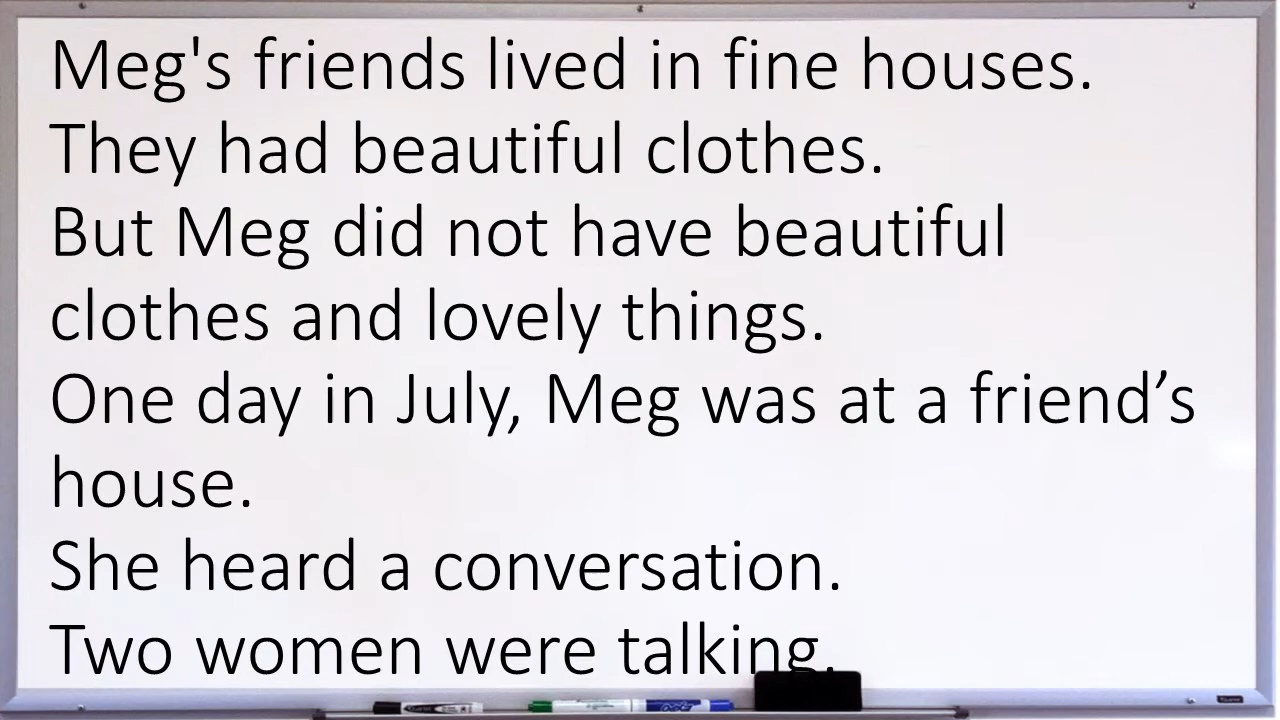 Meg's friends lived in fine houses.
They had beautiful clothes.
But Meg did not have beautiful
clothes and lovely things.
One day in July, Meg was at a friend’s
house.
She heard a conversation.
Two women were talking.